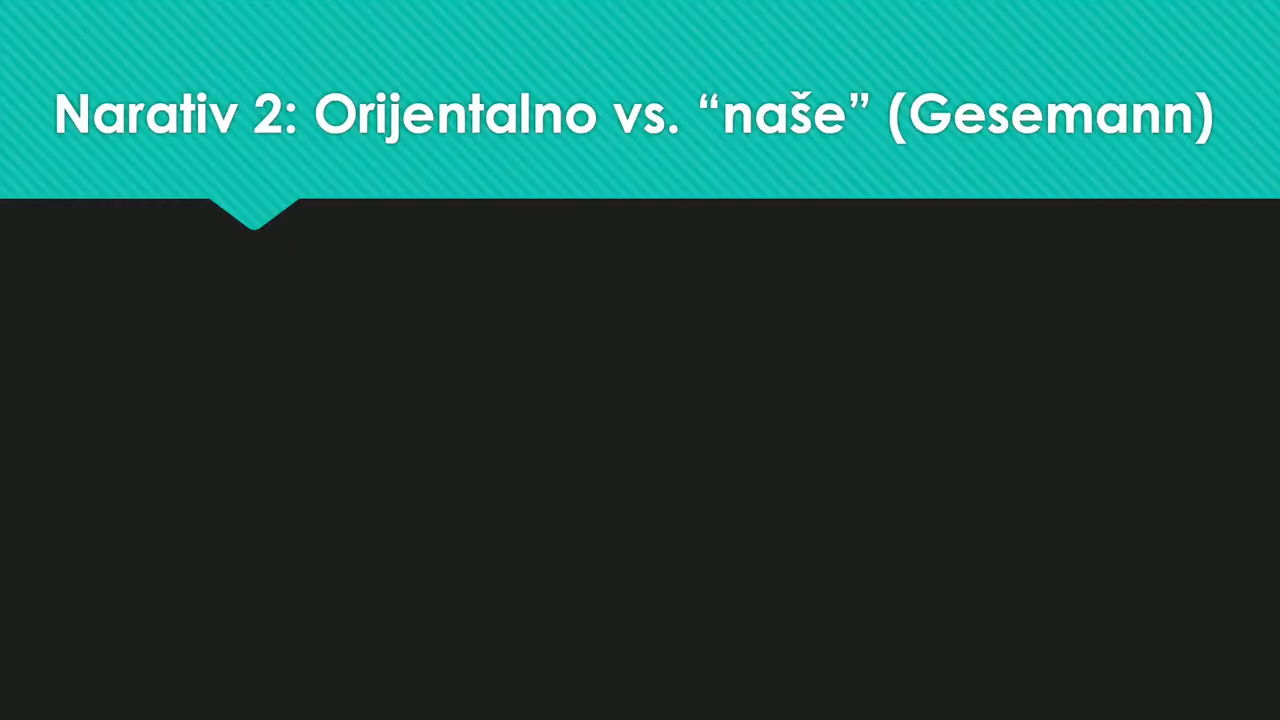 Narativ 2: Orijentalno vs. “naše” (Gesemann)